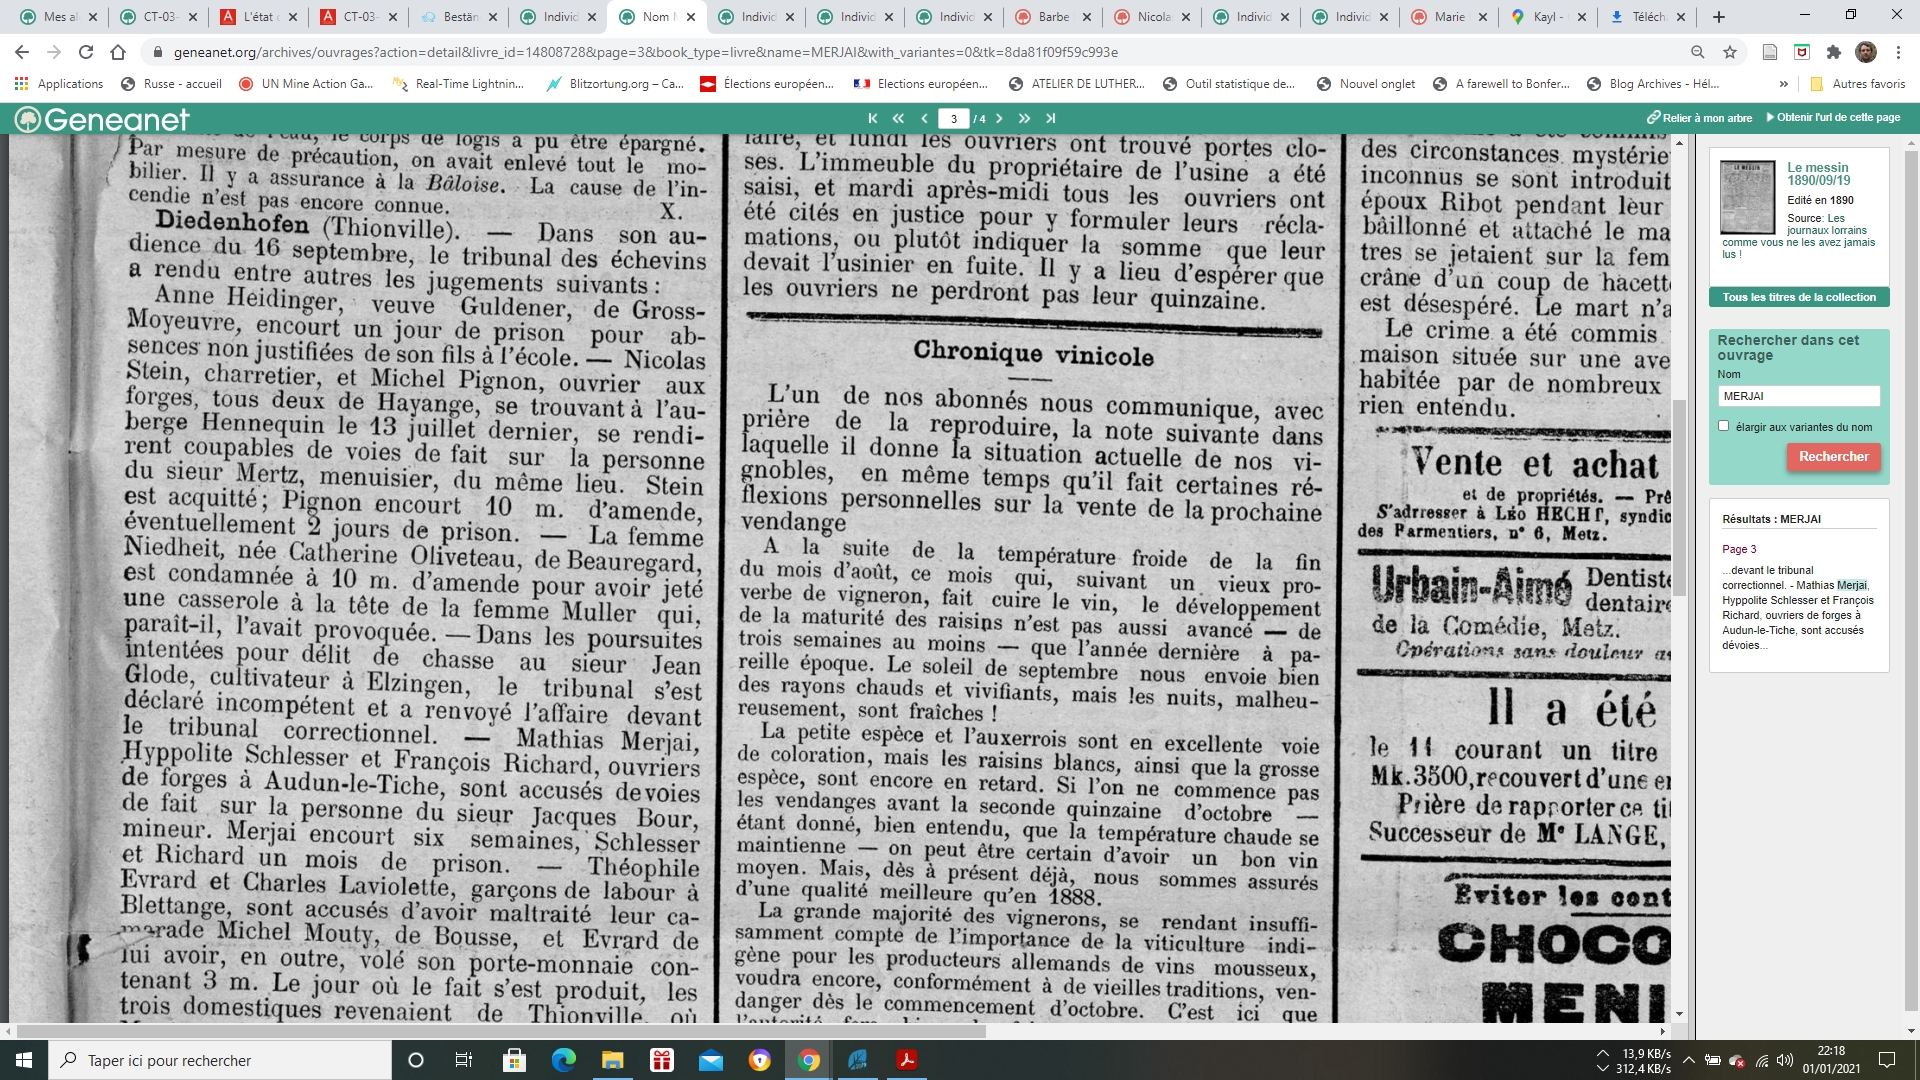 Mes al
CT-03-
L'état c
CT-03-
Bestän
Individ
Nom M
Individ
Individ
Individ
Barbe
Nicola
Individ
Individ
Marie
Kayl -
Téléch
geneanet.org/archives/ouvrages?action=detail&livre_id=14808728&page=3&book_type=livre&name=MERJAI&with_variantes=0&tk=8da81f09f59c993e
Applications
Russe - accueil
UN Mine Action Ga...
Real-Time Lightnin...
Blitzortung.org – Ca...
Élections européen...
Elections européen...
ATELIER DE LUTHER...
Outil statistique de...
Nouvel onglet
A farewell to Bonfer...
Blog Archives - Hél...
»
Autres favoris
Geneanet
3 / 4
Relier à mon arbre
Obtenir l'url de cette page
le corps de logis a pu être épargné.
Par mesure de précaution, on avait enlevé tout le mo-
bilier. Il y a assurance à la Bâloise. La cause de l'in-
cendie n'est pas encore connue. X.
Diedenhofen (Thionville). — Dans son au-
dience du 16 septembre, le tribunal des échevins
a rendu entre autres les jugements suivants :
Anne Heidinger, veuve Guldener, de Gross-
Moyeuvre, encourt un jour de prison pour ab-
sences non justifiées de son fils à l'école. — Nicolas
Stein, charretier, et Michel Pignon, ouvrier aux
forges, tous deux de Hayange, se trouvant à l'au-
berge Hennequin le 13 juillet dernier, se rendi-
rent coupables de voies de fait sur la personne
du sieur Mertz, menuisier, du même lieu. Stein
est acquitté ; Pignon encourt 10 m. d'amende,
éventuellement 2 jours de prison. — La femme
Niedheit, née Catherine Oliveteau, de Beauregard,
est condamnée à 10 m. d'amende pour avoir jeté
une casserole à la tête de la femme Muller qui,
paraît-il, l'avait provoquée. — Dans les poursuites
intentées pour délit de chasse au sieur Jean
Glode, cultivateur à Elzingen, le tribunal s'est
déclaré incompétent et a renvoyé l'affaire devant
le tribunal correctionnel. — Mathias Merjai,
Hyppolite Schlesser et François Richard, ouvriers
de forges à Audun-le-Tiche, sont accusés de voies
de fait sur la personne du sieur Jacques Bour,
mineur. Merjai encourt six semaines, Schlesser
et Richard un mois de prison. — Théophile
Evrard et Charles Laviolette, garçons de labour à
Blettange, sont accusés d'avoir maltraité leur ca-
marade Michel Mouty, de Bousse, et Evrard de
lui avoir, en outre, volé son porte-monnaie con-
tenant 3 m. Le jour où le fait s'est produit, les
trois domestiques revenaient de Thionville, où
laire, et lundi les ouvriers ont trouvé portes clo-
ses. L'immeuble du propriétaire de l'usine a été
saisi, et mardi après-midi tous les ouvriers ont
été cités en justice pour y formuler leurs récla-
mations, ou plutôt indiquer la somme que leur
devait l'usinier en fuite. Il y a lieu d'espérer que
les ouvriers ne perdront pas leur quinzaine.
Chronique vinicole
L'un de nos abonnés nous communique, avec
prière de la reproduire, la note suivante dans
laquelle il donne la situation actuelle de nos vi-
gnobles, en même temps qu'il fait certaines ré-
flexions personnelles sur la vente de la prochaine
vendange
A la suite de la température froide de la fin
du mois d'août, ce mois qui, suivant un vieux pro-
verbe de vigneron, fait cuire le vin, le développement
de la maturité des raisins n'est pas aussi avancé — de
trois semaines au moins — que l'année dernière à pa-
reille époque. Le soleil de septembre nous envoie bien
des rayons chauds et vivifiants, mais les nuits, malheu-
reusement, sont fraîches !
La petite espèce et l'auxerrois sont en excellente voie
de coloration, mais les raisins blancs, ainsi que la grosse
espèce, sont encore en retard. Si l'on ne commence pas
les vendanges avant la seconde quinzaine d'octobre —
étant donné, bien entendu, que la température chaude se
maintienne — on peut être certain d'avoir un bon vin
moyen. Mais, dès à présent déjà, nous sommes assurés
d'une qualité meilleure qu'en 1888.
La grande majorité des vignerons, se rendant insuffi-
samment compte de l'importance de la viticulture indi-
gène pour les producteurs allemands de vins mousseux,
voudra encore, conformément à de vieilles traditions, ven-
danger dès le commencement d'octobre. C'est ici que
des circonstances mystérie
inconnus se sont introduit
époux Ribot pendant leur
bâillonné et attaché le ma
tres se jetaient sur la fem
crâne d'un coup de hacett
est désespéré. Le mart n'a
Le crime a été commis
maison située sur une ave
habitée par de nombreux
rien entendu.
Vente et achat
et de propriétés. — Prê
S'adresser à Léo HECHT, syndic
des Parmentiers, n° 6, Metz.
Urbain-Aimé Dentiste
dentaire
de la Comédie, Metz.
Opérations sans douleur a
Il a été
le 11 courant un titre
Mk. 3500, recouvert d'une e
Prière de rapporter ce ti
Successeur de Me LANGE,
Eviter les cont
CHOCO
MENI
Le messin
1890/09/19
Edité en 1890
Source: Les
journaux lorrains
comme vous ne les avez jamais
lus !
Tous les titres de la collection
Rechercher dans cet
ouvrage
Nom
MERJAI
élargir aux variantes du nom
Rechercher
Résultats : MERJAI
Page 3
...devant le tribunal
correctionnel. - Mathias Merjai,
Hyppolite Schlesser et François
Richard, ouvriers de forges à
Audun-le-Tiche, sont accusés
dévoies...
Taper ici pour rechercher
13,9 KB/s
312,4 KB/s
22:18
01/01/2021